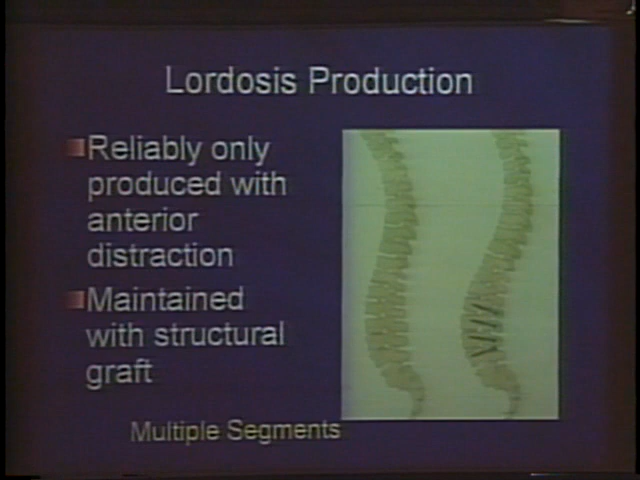 Lordosis Production
Reliably only
produced with
anterior
distraction
Maintained
with structural
graft
Multiple Segments